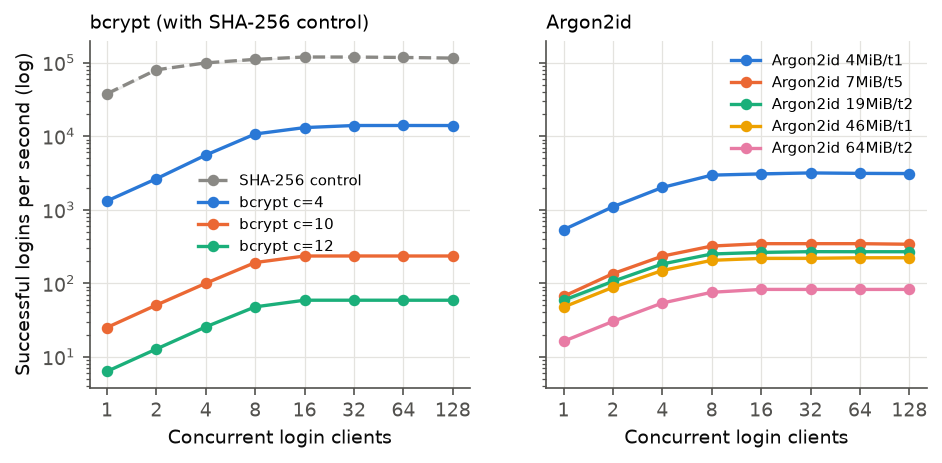 bcrypt (with SHA-256 control)
Successful logins per second (log)
10^5
10^4
10^3
10^2
10^1
SHA-256 control
bcrypt c=4
bcrypt c=10
bcrypt c=12
1 2 4 8 16 32 64 128
Concurrent login clients
Argon2id
Argon2id 4MiB/t1
Argon2id 7MiB/t5
Argon2id 19MiB/t2
Argon2id 46MiB/t1
Argon2id 64MiB/t2
1 2 4 8 16 32 64 128
Concurrent login clients